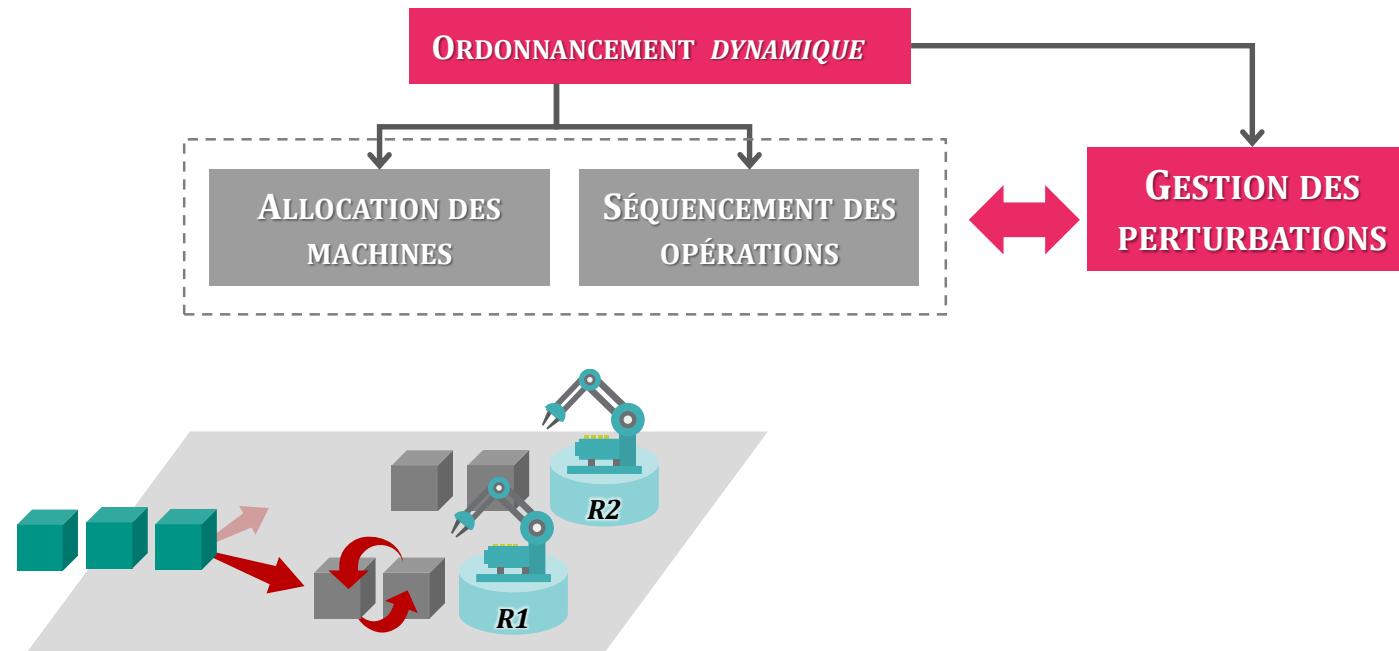 ORDONNANCEMENT DYNAMIQUE
ALLOCATION DES
MACHINES
SÉQUENCEMENT DES
OPÉRATIONS
GESTION DES
PERTURBATIONS
R2
R1